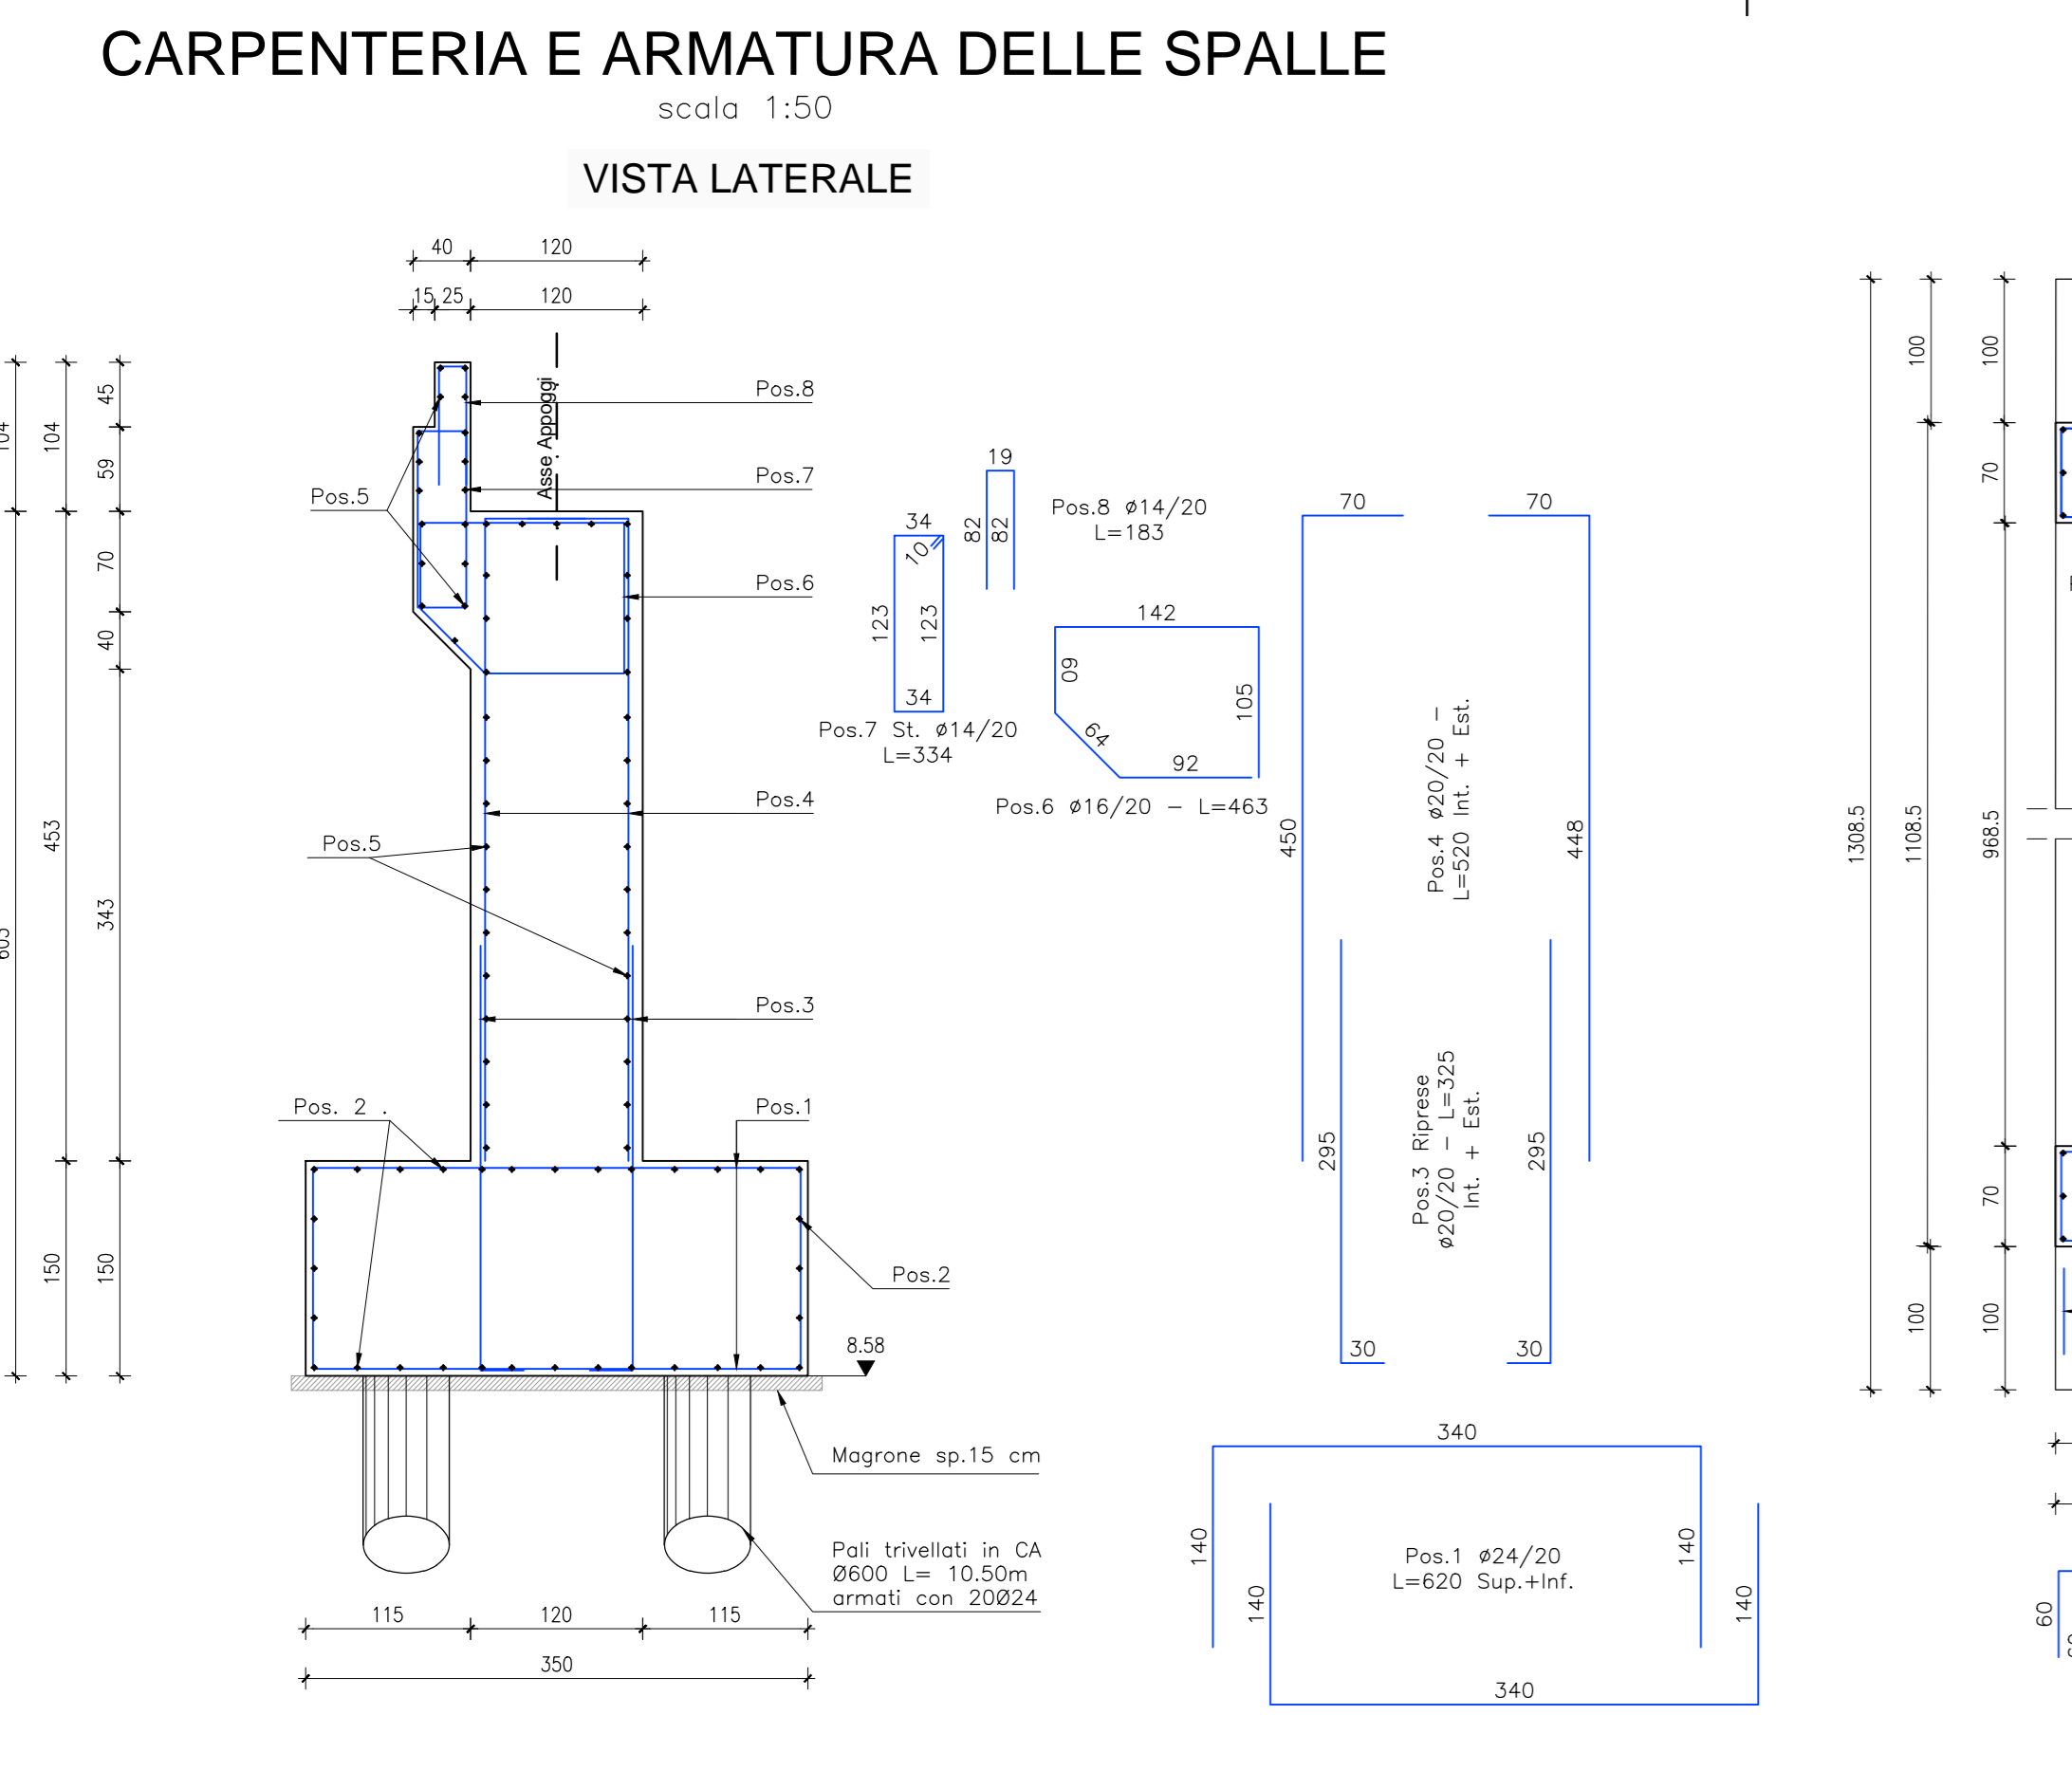 CARPENTERIA E ARMATURA DELLE SPALLE
scala 1:50
VISTA LATERALE
40 120
15 25 120
104
104
45
59
70
40
453
343
603
150
150
Asse Appoggi
Pos.8
Pos.7
Pos.5
Pos.6
Pos.4
Pos.5
Pos.3
Pos. 2 .
Pos.1
Pos.2
8.58
Magrone sp.15 cm
Pali trivellati in CA
Ø600 L= 10.50m
armati con 20Ø24
115 120 115
350
19
82 82
Pos.8 ø14/20
L=183
34
10
123 123
34
Pos.7 St. ø14/20
L=334
142
60
64
105
92
Pos.6 ø16/20 – L=463
70 70
450
448
Pos.4 ø20/20 –
L=520 Int. + Est.
295
295
Pos.3 Riprese
ø20/20 – L=325
Int. + Est.
30 30
340
140 140
140 140
Pos.1 ø24/20
L=620 Sup.+Inf.
340
1308.5
100
1108.5
100
100
70
968.5
70
100
60